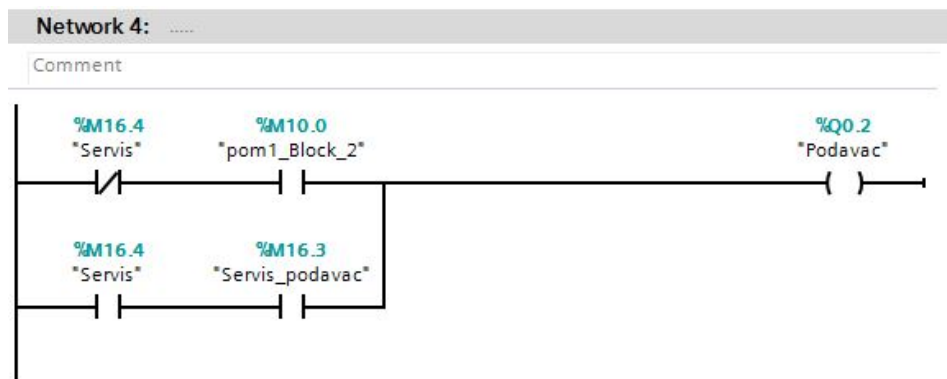 Network 4: .....
Comment
%M16.4 %M10.0 %Q0.2
"Servis" "pom1_Block_2" "Podavac"
%M16.4 %M16.3
"Servis" "Servis_podavac"